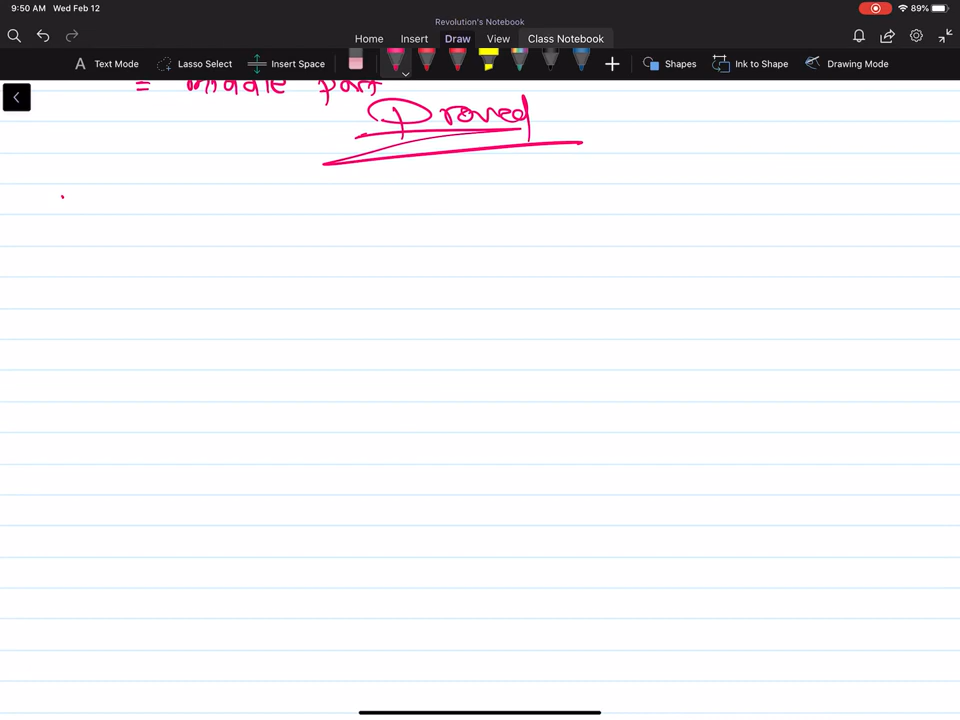 9:50 AM Wed Feb 12 89%
Revolution's Notebook
Home Insert Draw View Class Notebook
A Text Mode Lasso Select Insert Space Shapes Ink to Shape Drawing Mode
= middle part
Proved